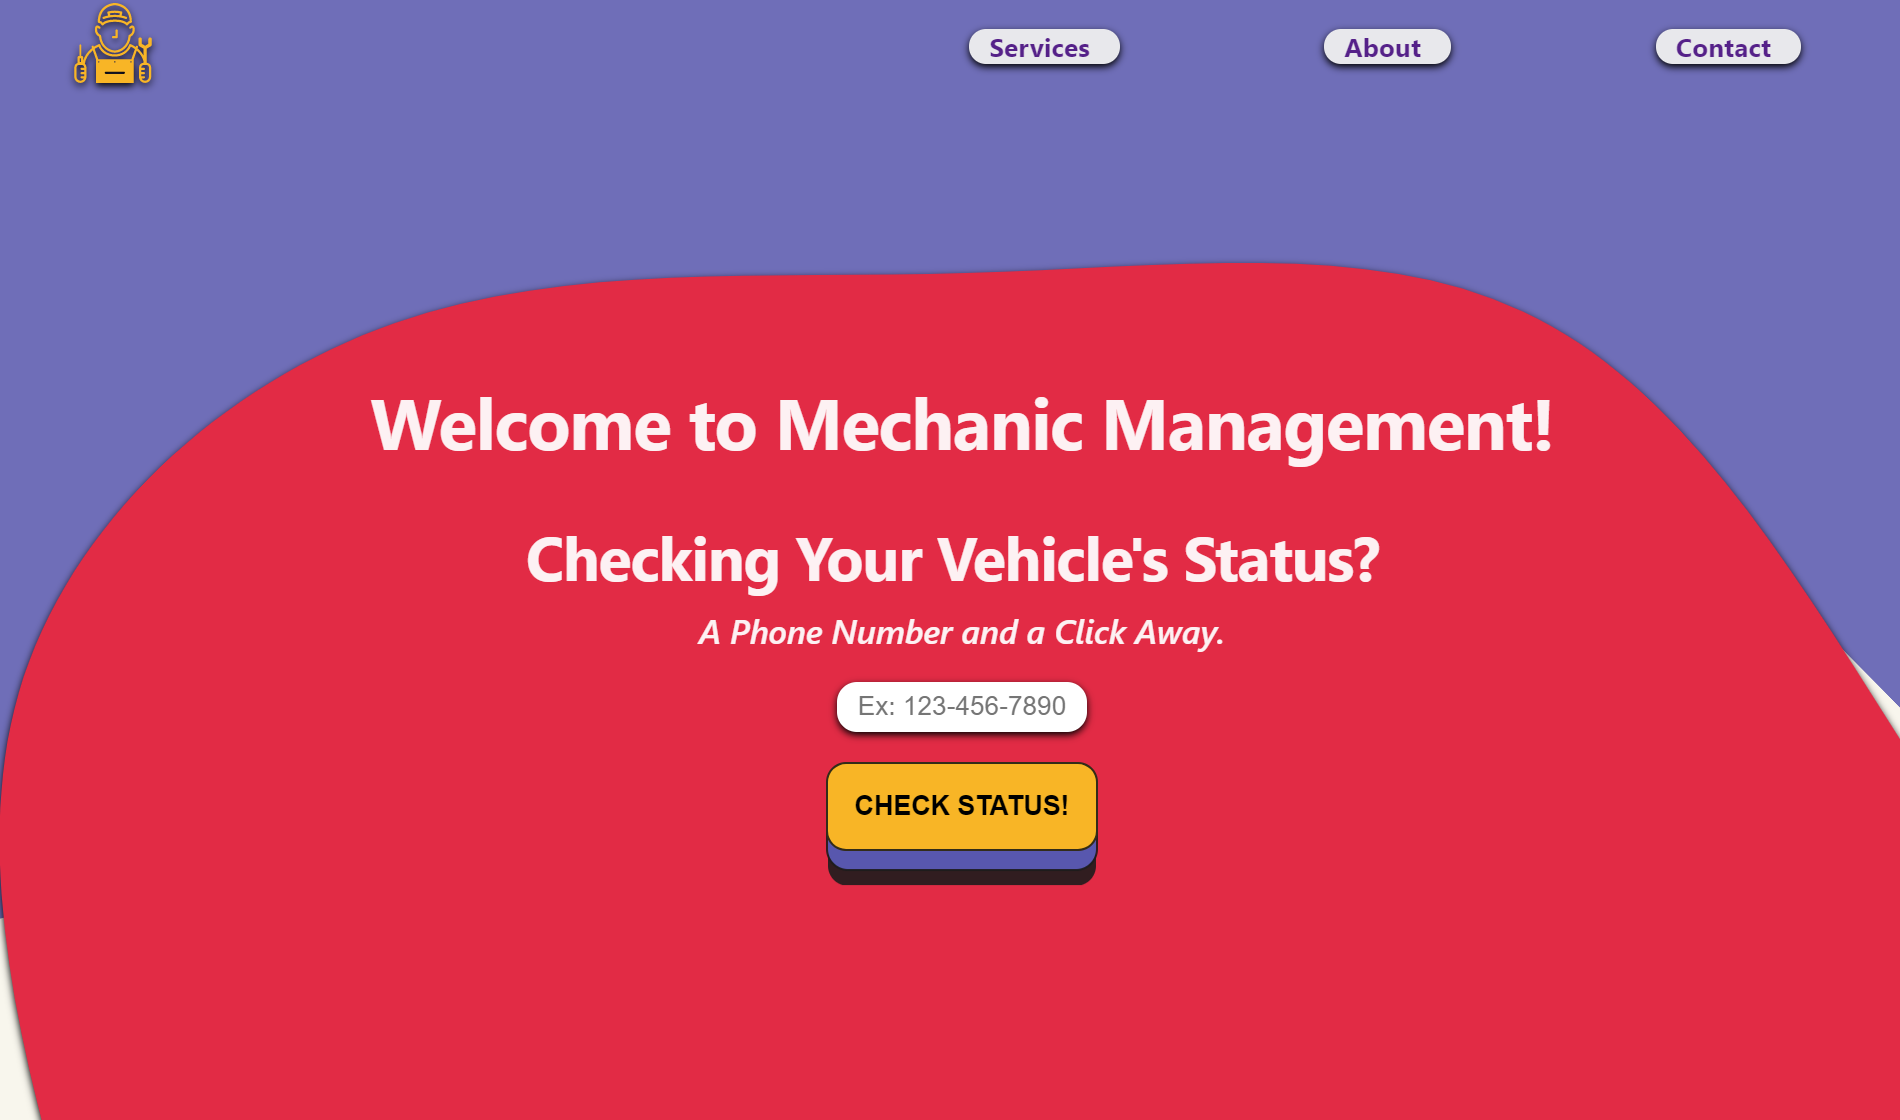 Services
About
Contact
Welcome to Mechanic Management!
Checking Your Vehicle's Status?
A Phone Number and a Click Away.
Ex: 123-456-7890
CHECK STATUS!